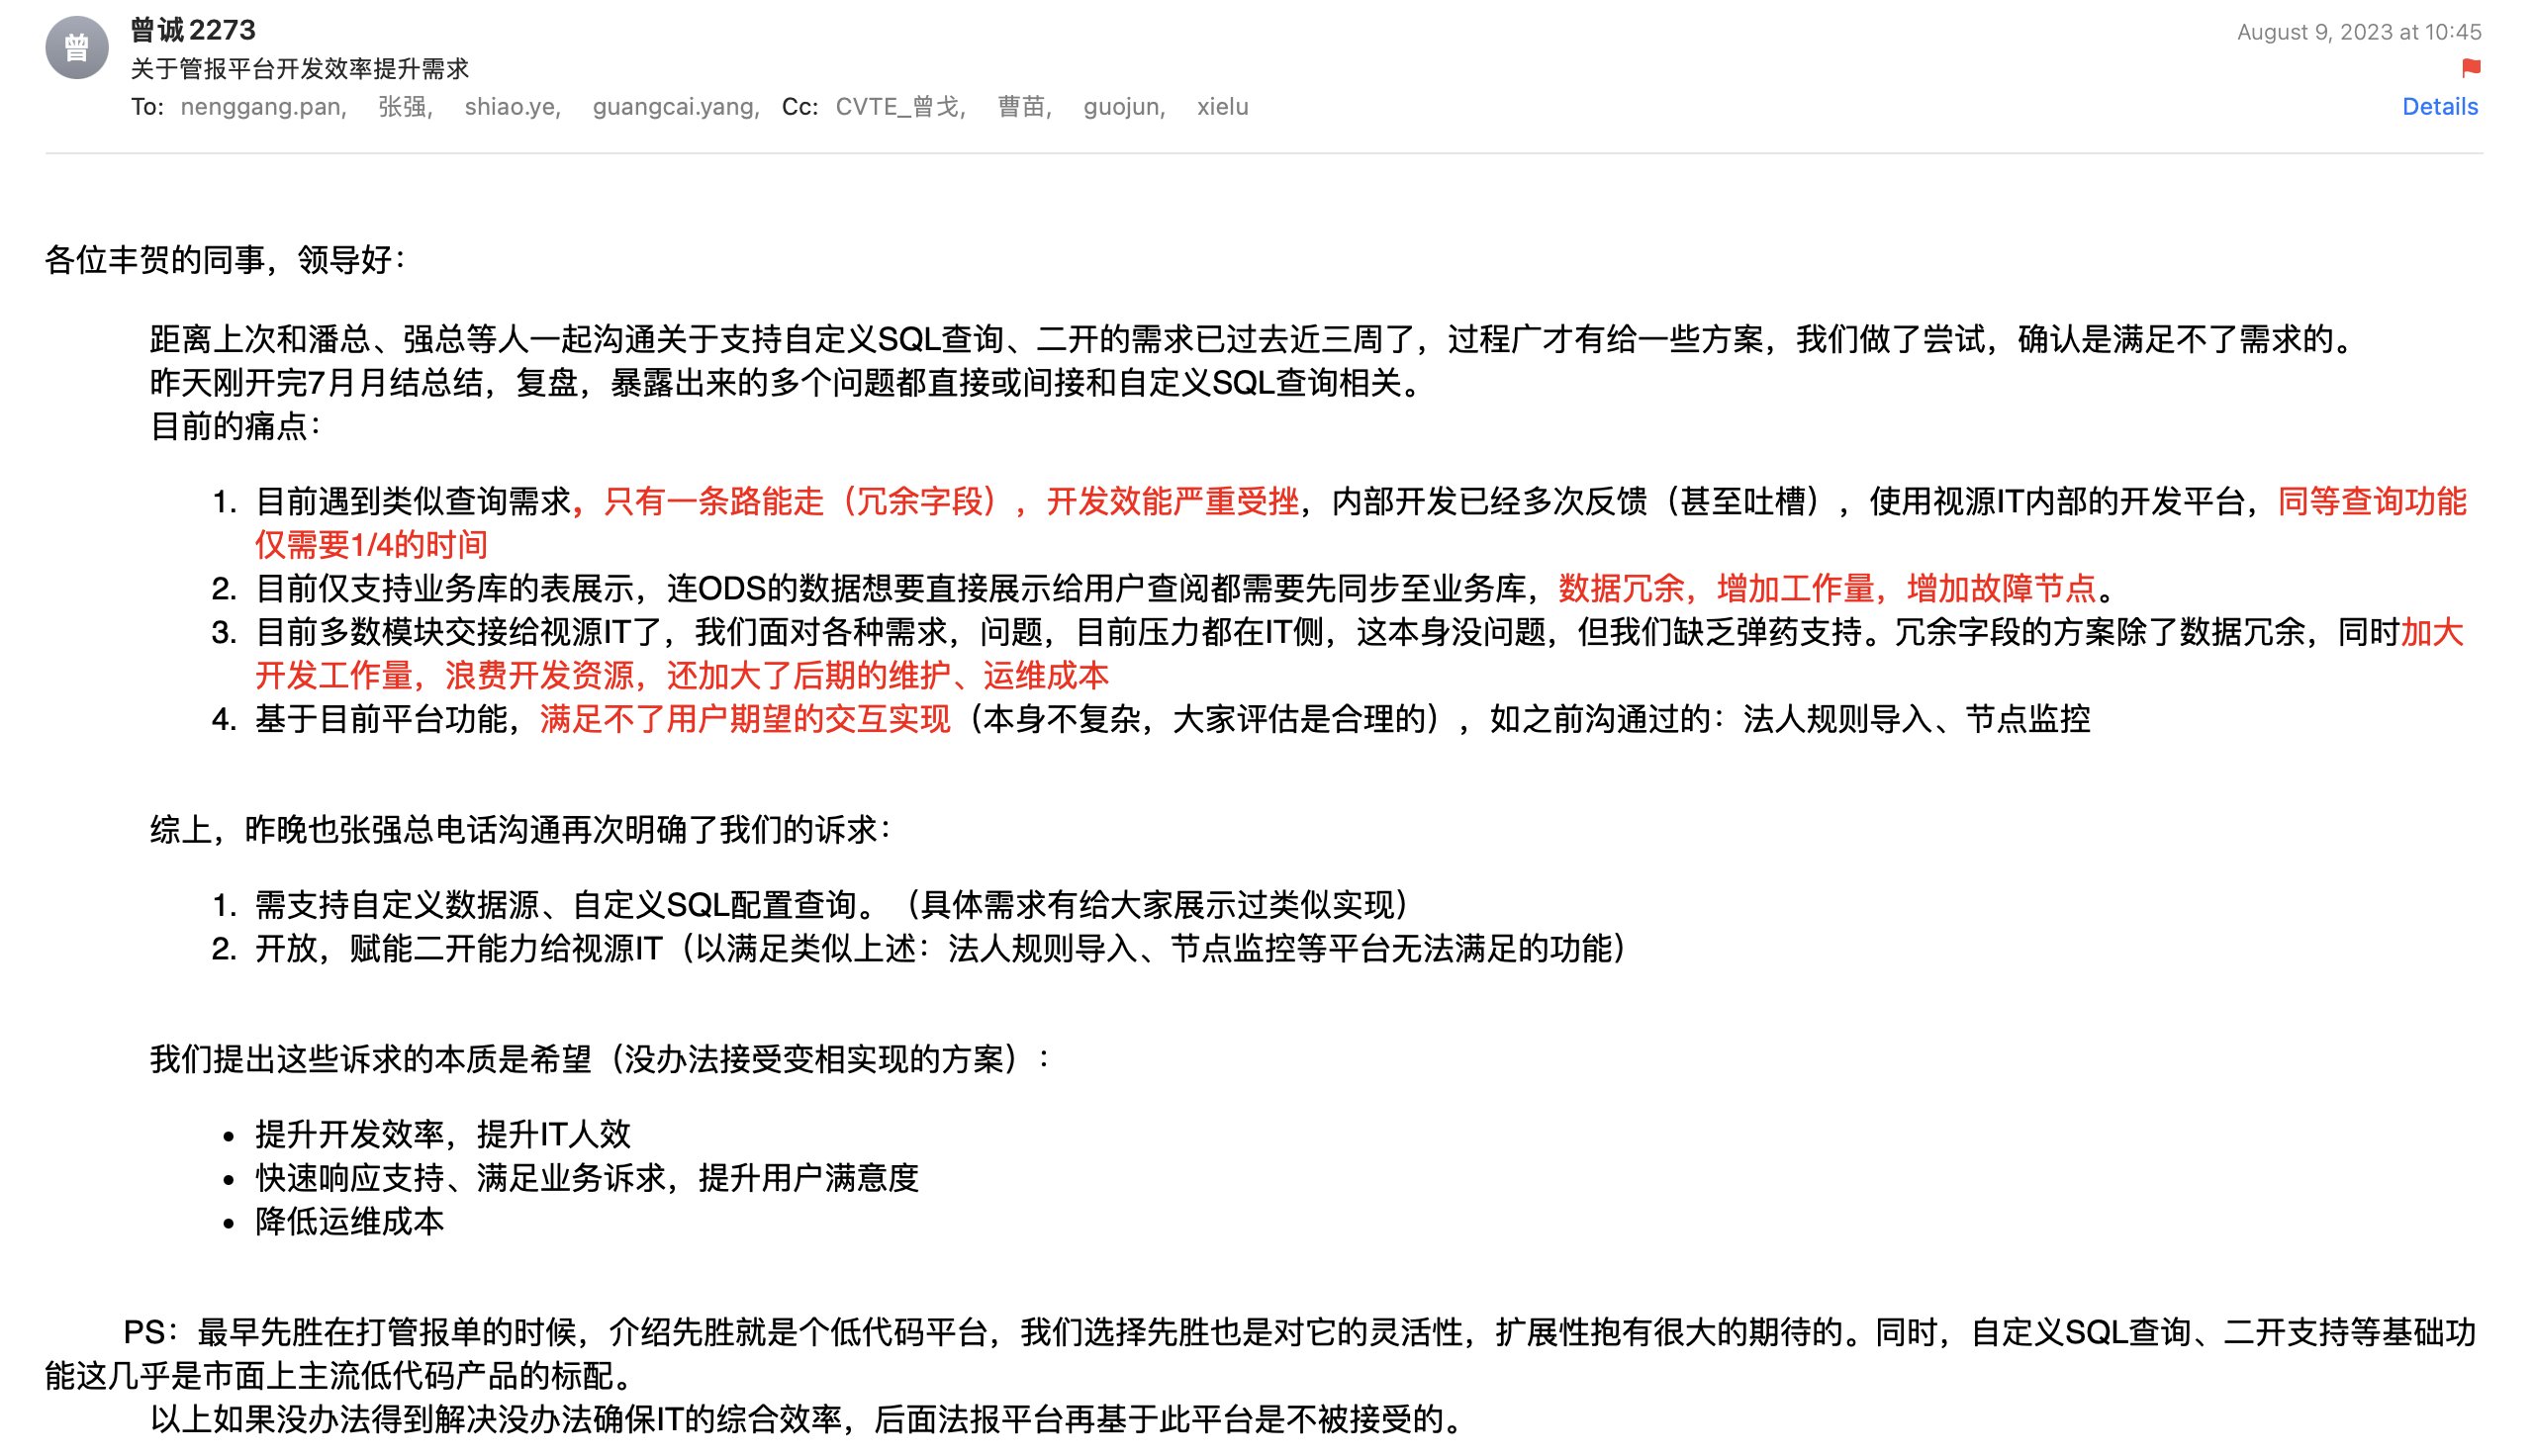 曾
曾诚2273
August 9, 2023 at 10:45
关于管报平台开发效率提升需求
To: nenggang.pan, 张强, shiao.ye, guangcai.yang, Cc: CVTE_曾戈, 曹苗, guojun, xielu
Details
各位丰贺的同事，领导好：
距离上次和潘总、强总等人一起沟通关于支持自定义SQL查询、二开的需求已过去近三周了，过程广才有给一些方案，我们做了尝试，确认是满足不了需求的。
昨天刚开完7月月结总结，复盘，暴露出来的多个问题都直接或间接和自定义SQL查询相关。
目前的痛点：
1. 目前遇到类似查询需求，只有一条路能走（冗余字段），开发效能严重受挫，内部开发已经多次反馈（甚至吐槽），使用视源IT内部的开发平台，同等查询功能
仅需要1/4的时间
2. 目前仅支持业务库的表展示，连ODS的数据想要直接展示给用户查阅都需要先同步至业务库，数据冗余，增加工作量，增加故障节点。
3. 目前多数模块交接给视源IT了，我们面对各种需求，问题，目前压力都在IT侧，这本身没问题，但我们缺乏弹药支持。冗余字段的方案除了数据冗余，同时加大
开发工作量，浪费开发资源，还加大了后期的维护、运维成本
4. 基于目前平台功能，满足不了用户期望的交互实现（本身不复杂，大家评估是合理的），如之前沟通过的：法人规则导入、节点监控
综上，昨晚也张强总电话沟通再次明确了我们的诉求：
1. 需支持自定义数据源、自定义SQL配置查询。（具体需求有给大家展示过类似实现）
2. 开放，赋能二开能力给视源IT（以满足类似上述：法人规则导入、节点监控等平台无法满足的功能）
我们提出这些诉求的本质是希望（没办法接受变相实现的方案）：
• 提升开发效率，提升IT人效
• 快速响应支持、满足业务诉求，提升用户满意度
• 降低运维成本
PS：最早先胜在打管报单的时候，介绍先胜就是个低代码平台，我们选择先胜也是对它的灵活性，扩展性抱有很大的期待的。同时，自定义SQL查询、二开支持等基础功
能这几乎是市面上主流低代码产品的标配。
以上如果没办法得到解决没办法确保IT的综合效率，后面法报平台再基于此平台是不被接受的。